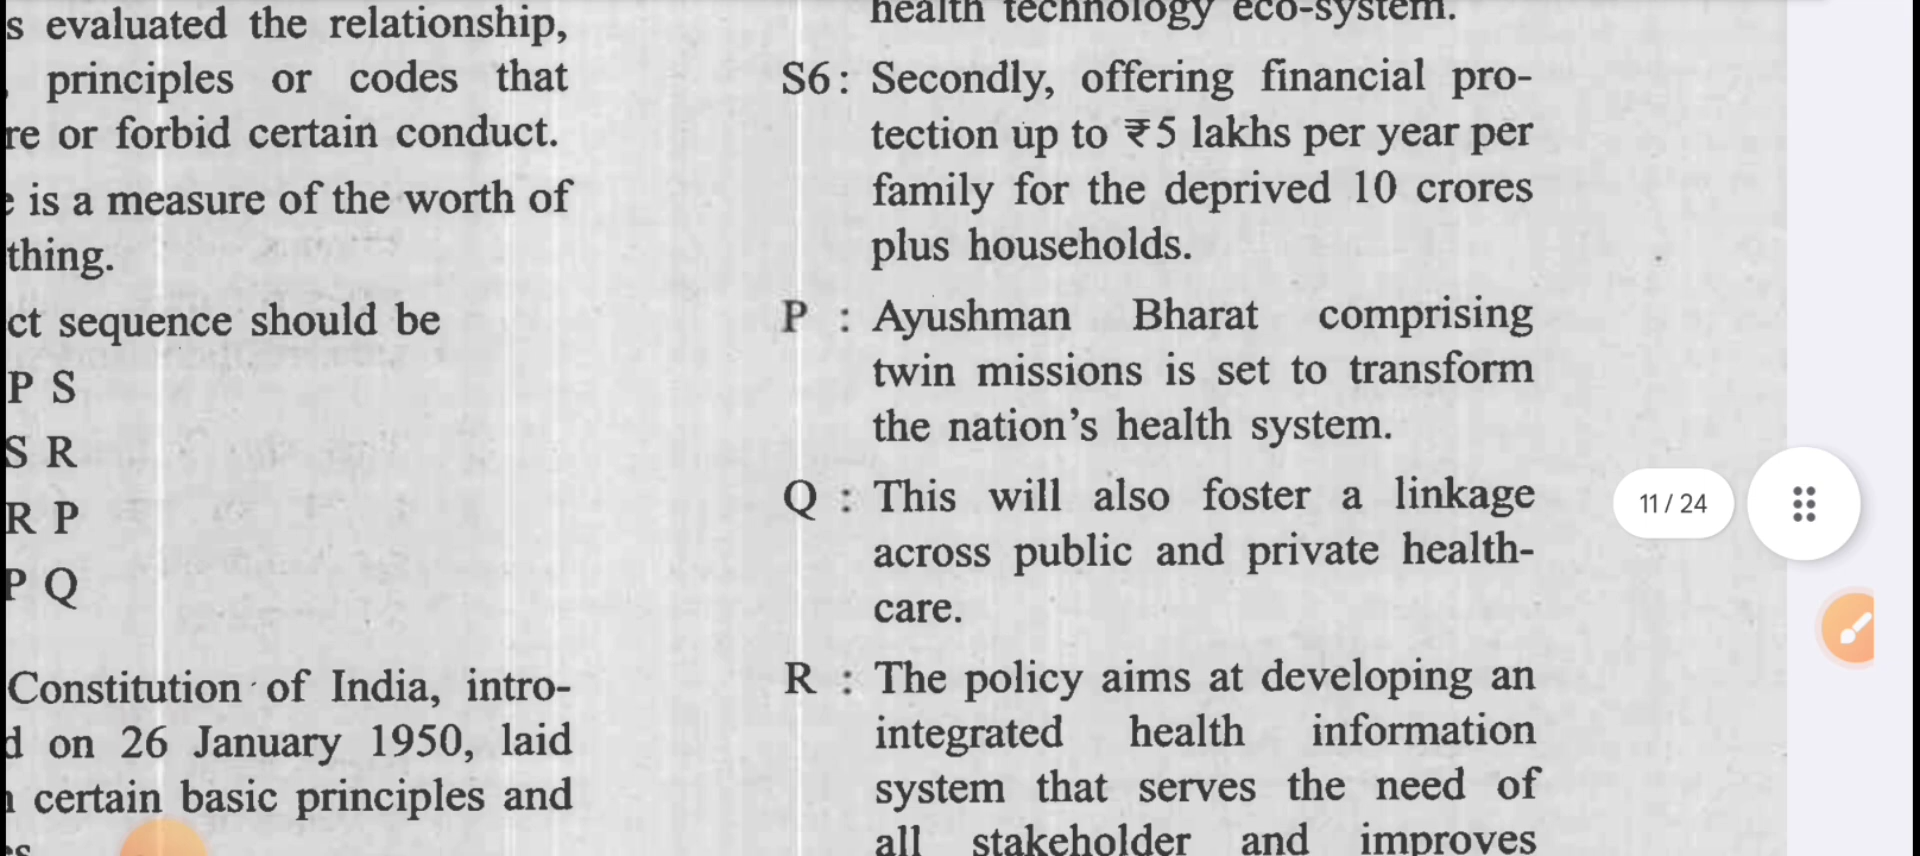 s evaluated the relationship,
principles or codes that
re or forbid certain conduct.
is a measure of the worth of
thing.
ct sequence should be
P S
S R
R P
P Q
Constitution of India, intro-
d on 26 January 1950, laid
certain basic principles and
health technology eco-system.
S6 : Secondly, offering financial pro-
tection up to ₹5 lakhs per year per
family for the deprived 10 crores
plus households.
P : Ayushman Bharat comprising
twin missions is set to transform
the nation's health system.
Q : This will also foster a linkage
across public and private health-
care.
R : The policy aims at developing an
integrated health information
system that serves the need of
all stakeholder and improves
11 / 24